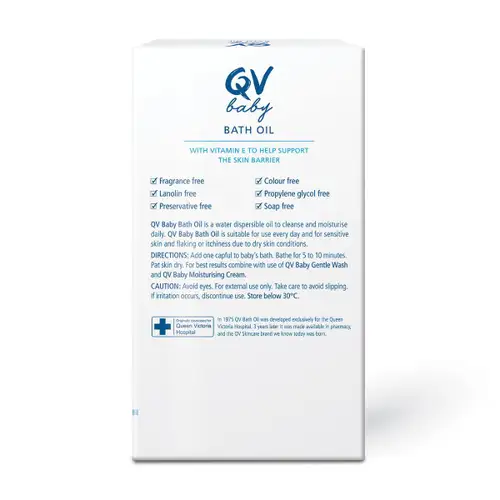 QV
baby
BATH OIL
WITH VITAMIN E TO HELP SUPPORT
THE SKIN BARRIER
Fragrance free
Colour free
Lanolin free
Propylene glycol free
Preservative free
Soap free
QV Baby Bath Oil is a water dispersible oil to cleanse and moisturise
daily. QV Baby Bath Oil is suitable for use every day and for sensitive
skin and flaking or itchiness due to dry skin conditions.
DIRECTIONS: Add one capful to baby's bath. Bathe for 5 to 10 minutes.
Pat skin dry. For best results combine with use of QV Baby Gentle Wash
and QV Baby Moisturising Cream.
CAUTION: Avoid eyes. For external use only. Take care to avoid slipping.
If irritation occurs, discontinue use. Store below 30°C.
Queen Victoria
Hospital
In 1975 QV Bath Oil was developed exclusively for the Queen
Victoria Hospital. 3 years later it was made available in pharmacy,
and the QV Skincare brand we know today was born.